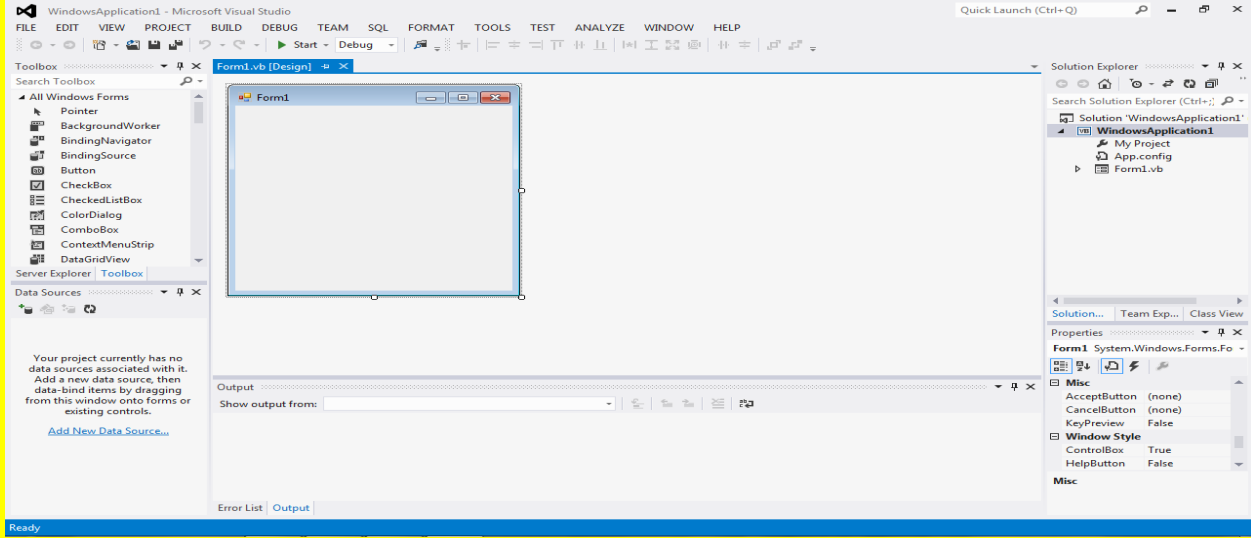 WindowsApplication1 - Microsoft Visual Studio
Quick Launch (Ctrl+Q)
FILE EDIT VIEW PROJECT BUILD DEBUG TEAM SQL FORMAT TOOLS TEST ANALYZE WINDOW HELP
Start Debug
Toolbox
Search Toolbox
All Windows Forms
Pointer
BackgroundWorker
BindingNavigator
BindingSource
Button
CheckBox
CheckedListBox
ColorDialog
ComboBox
ContextMenuStrip
DataGridView
Server Explorer Toolbox
Data Sources
Your project currently has no
data sources associated with it.
Add a new data source, then
data-bind items by dragging
from this window onto forms or
existing controls.
Add New Data Source...
Form1.vb [Design]
Form1
Output
Show output from:
Error List Output
Solution Explorer
Search Solution Explorer (Ctrl+;)
Solution 'WindowsApplication1'
VB WindowsApplication1
My Project
App.config
Form1.vb
Solution... Team Exp... Class View
Properties
Form1 System.Windows.Forms.Fo
Misc
AcceptButton (none)
CancelButton (none)
KeyPreview False
Window Style
ControlBox True
HelpButton False
Misc
Ready